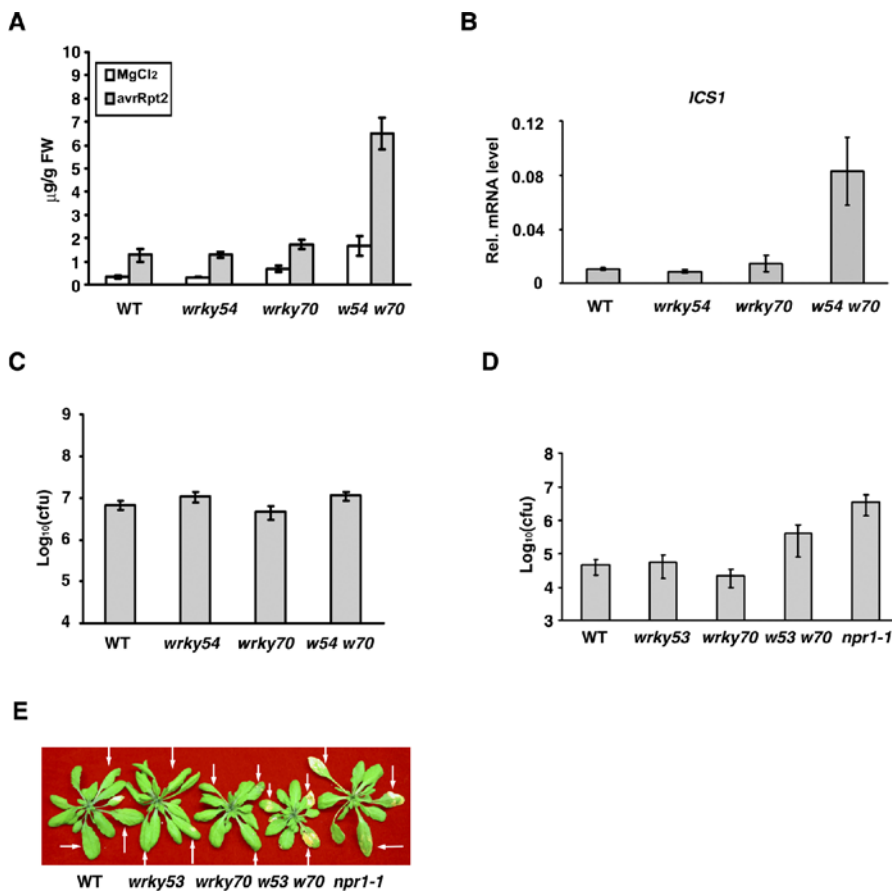 A
10
9
8
7
6
5
4
3
2
1
0
µg/g FW
MgCl2
avrRpt2
WT wrky54 wrky70 w54 w70
B
ICS1
0.12
0.08
0.04
0
Rel. mRNA level
WT wrky54 wrky70 w54 w70
C
9
8
7
6
5
4
Log10(cfu)
WT wrky54 wrky70 w54 w70
D
8
7
6
5
4
3
Log10(cfu)
WT wrky53 wrky70 w53 w70 npr1-1
E
WT wrky53 wrky70 w53 w70 npr1-1